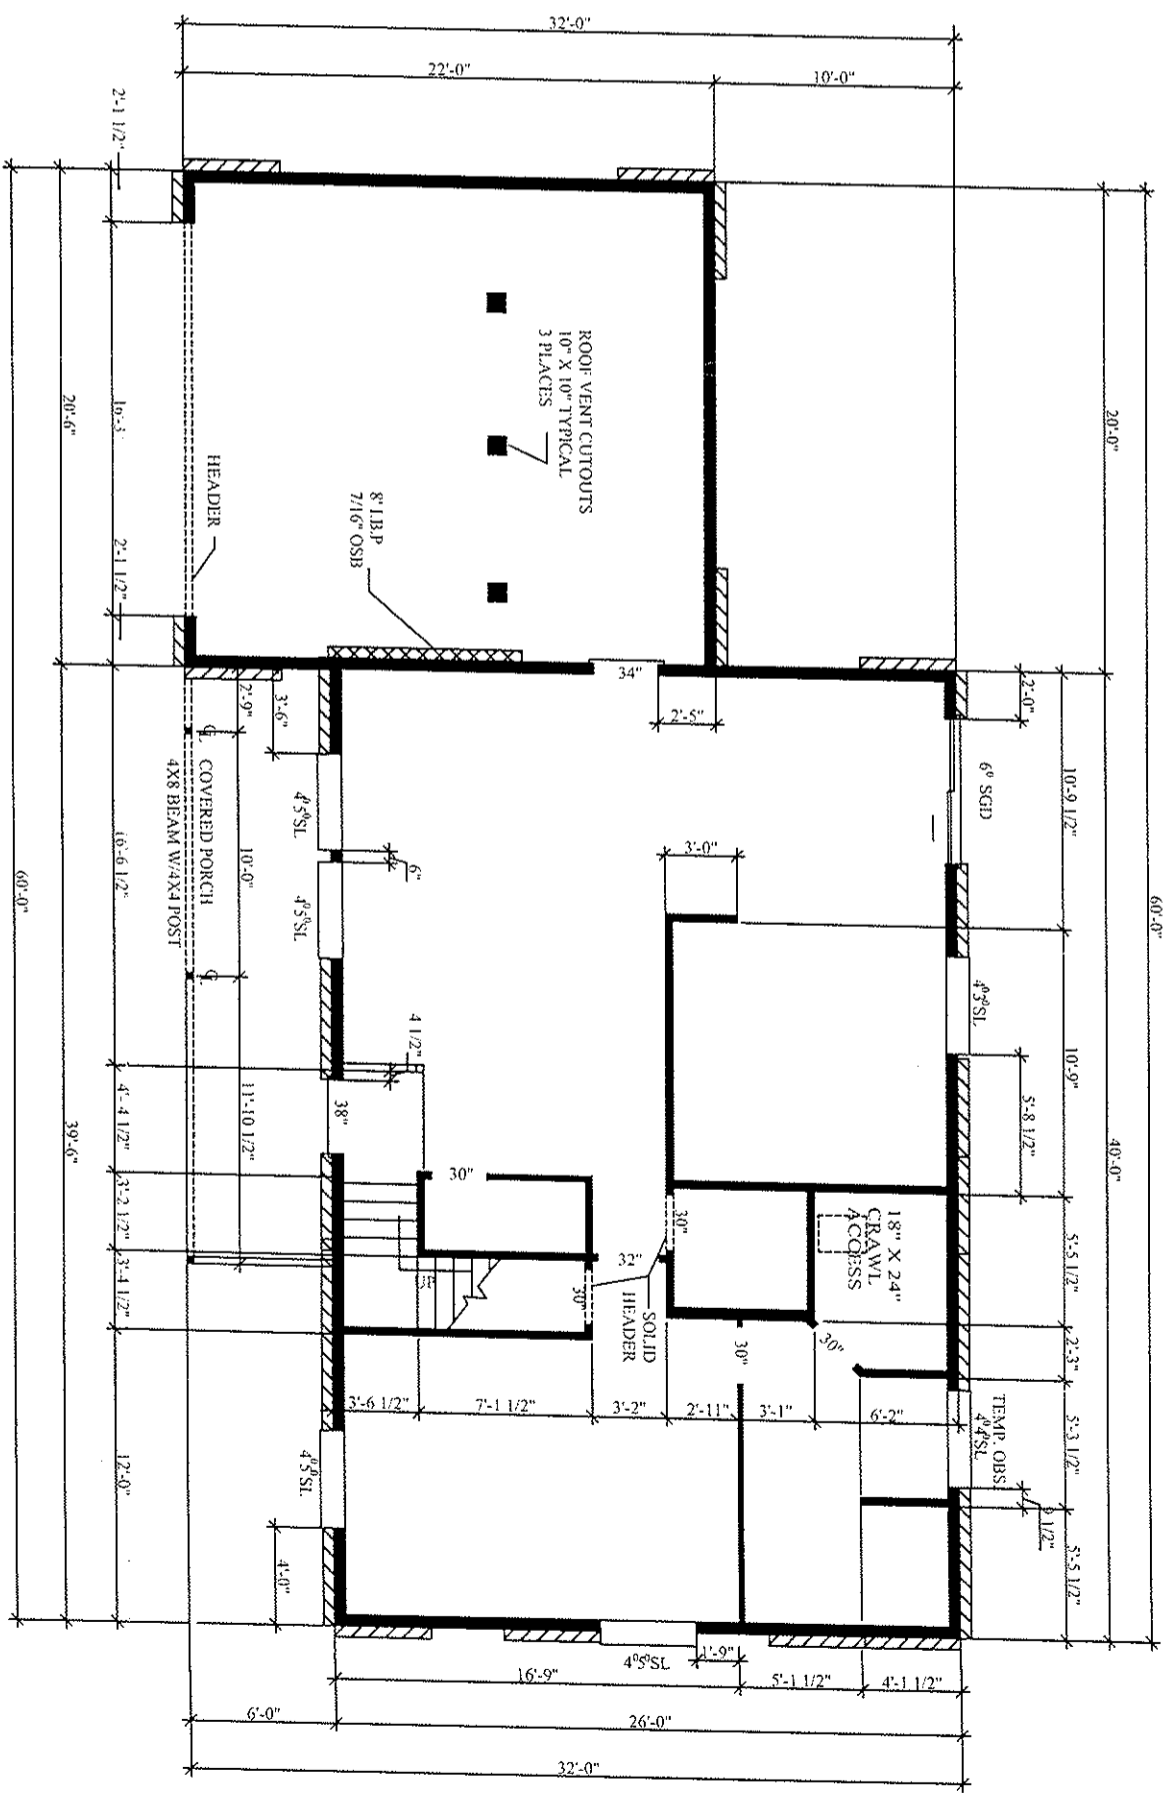 32'-0"
22'-0"
10'-0"
2'-1 1/2"
20'-0"
60'-0"
ROOF VENT CUTOUTS
10" X 10" TYPICAL
3 PLACES
20'-6"
2'-1 1/2"
HEADER
8' I.B.P
7/16" OSB
34"
2'-5"
2'-0"
6⁰ SGD
10'-9 1/2"
2'-9"
3'-6"
℄ COVERED PORCH
4X8 BEAM W/4X4 POST
4⁰5⁰SL
6"
3'-0"
4⁰5⁰SL
10'-0"
16'-6 1/2"
60'-0"
℄
4⁰3⁰SL
10'-9"
5'-8 1/2"
40'-0"
4 1/2"
38"
11'-10 1/2"
4'-4 1/2"
39'-6"
3'-2 1/2"
3'-4 1/2"
30"
30"
32"
30"
UP
SOLID
HEADER
18" X 24"
CRAWL
ACCESS
5'-5 1/2"
30"
30"
2'-3"
3'-6 1/2"
7'-1 1/2"
3'-2"
2'-11"
3'-1"
6'-2"
TEMP. OBS.
4⁰4⁰SL
5'-3 1/2"
9 1/2"
5'-5 1/2"
12'-0"
4⁰5⁰SL
4'-0"
4⁰5⁰SL
1'-9"
16'-9"
5'-1 1/2"
4'-1 1/2"
6'-0"
26'-0"
32'-0"